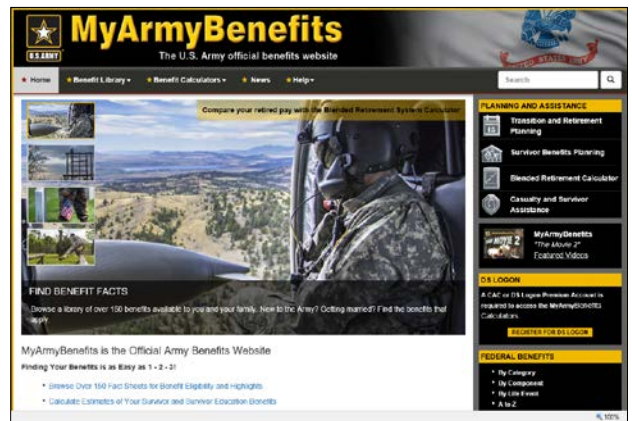 MyArmyBenefits
U.S.ARMY
The U.S. Army official benefits website
Home
Benefit Library
Benefit Calculators
News
Help
Search
Compare your retired pay with the Blended Retirement System Calculator
FIND BENEFIT FACTS
Browse a library of over 150 benefits available to you and your family. New to the Army? Getting married? Find the benefits that
apply.
MyArmyBenefits is the Official Army Benefits Website
Finding Your Benefits is as Easy as 1 - 2 - 3!
• Browse Over 150 Fact Sheets for Benefit Eligibility and Highlights
• Calculate Estimates of Your Survivor and Survivor Education Benefits
PLANNING AND ASSISTANCE
Transition and Retirement
Planning
Survivor Benefits Planning
Blended Retirement Calculator
Casualty and Survivor
Assistance
MyArmyBenefits
"The Movie 2"
Featured Videos
DS LOGON
A CAC or DS Logon Premium Account is
required to access the MyArmyBenefits
Calculators.
REGISTER FOR DS LOGON
FEDERAL BENEFITS
• By Category
• By Component
• By Life Event
• A to Z
100%